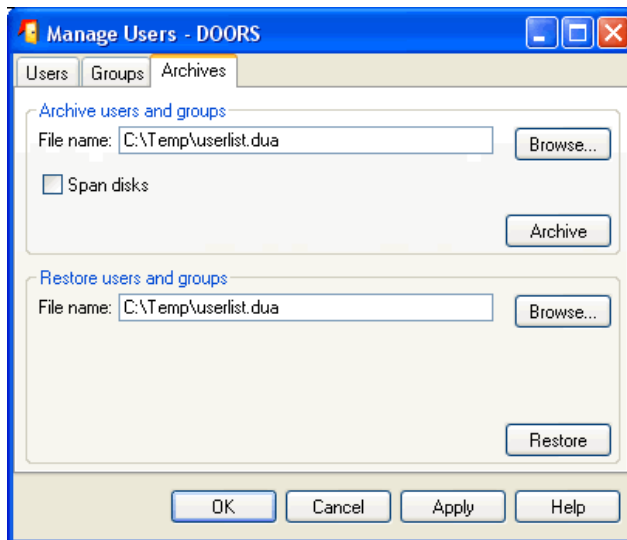 Manage Users - DOORS
Users Groups Archives
Archive users and groups
File name: C:\Temp\userlist.dua Browse...
Span disks
Archive
Restore users and groups
File name: C:\Temp\userlist.dua Browse...
Restore
OK Cancel Apply Help